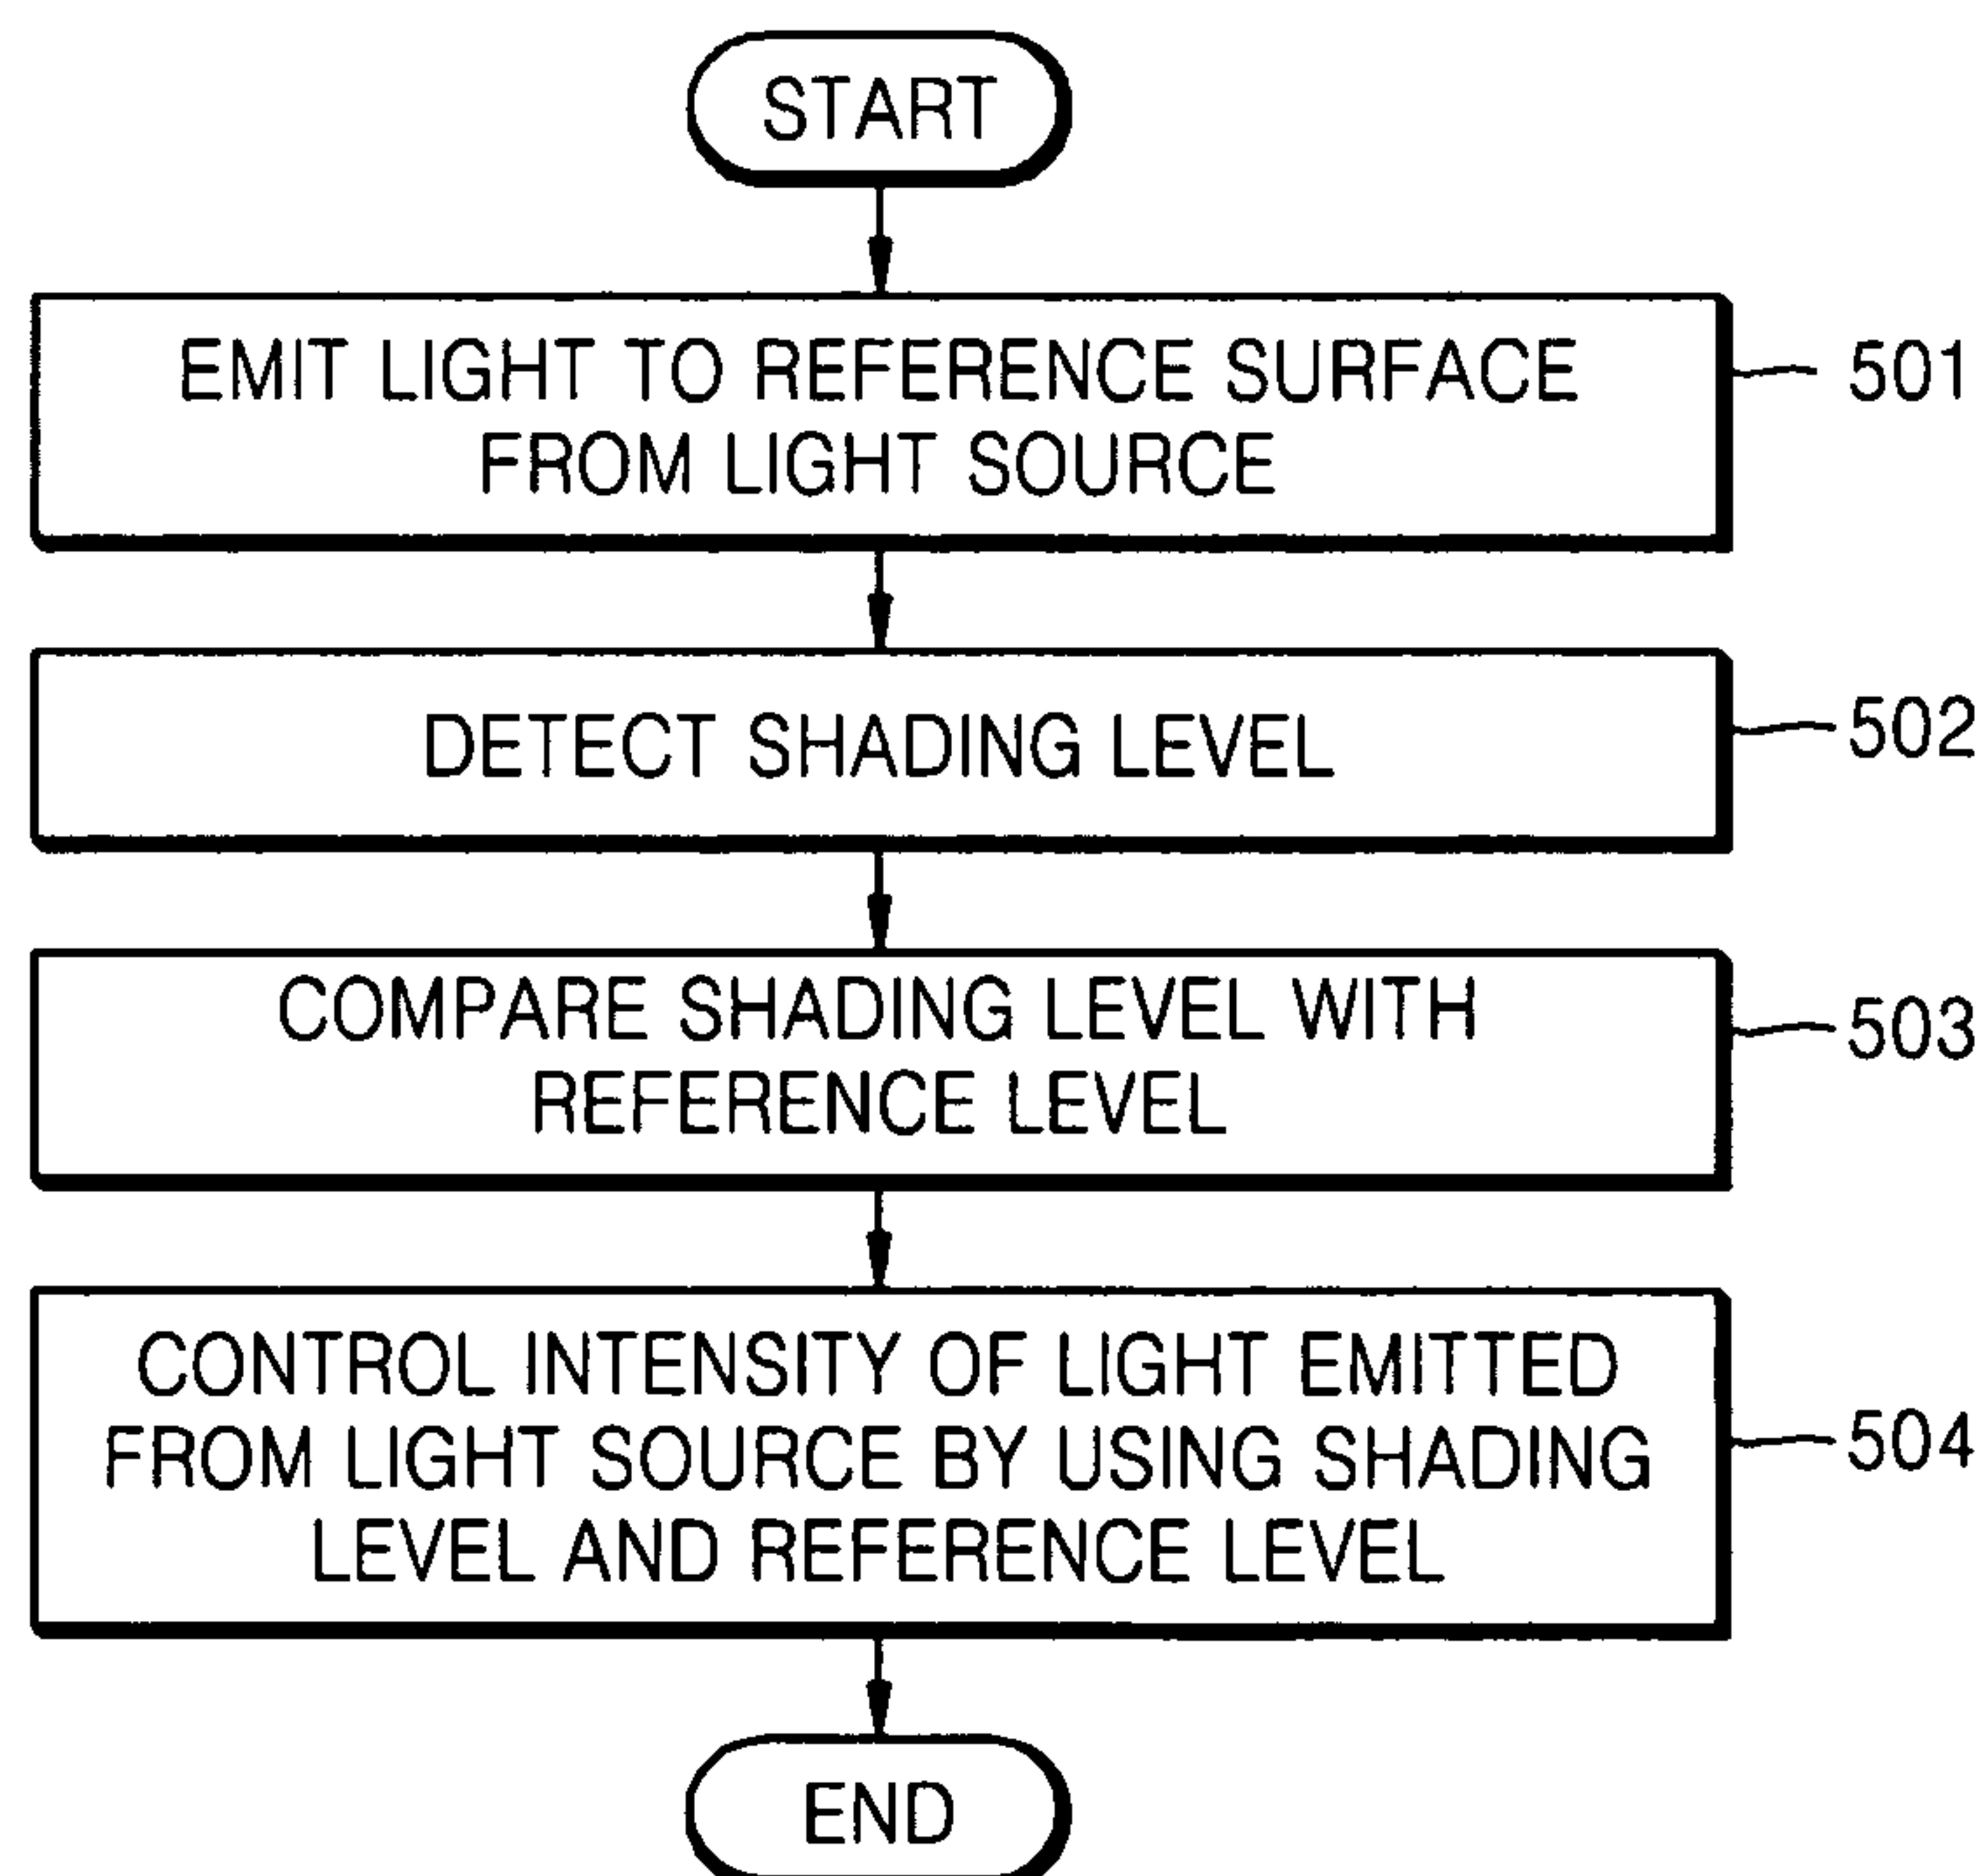 START
EMIT LIGHT TO REFERENCE SURFACE
FROM LIGHT SOURCE
501
DETECT SHADING LEVEL
502
COMPARE SHADING LEVEL WITH
REFERENCE LEVEL
503
CONTROL INTENSITY OF LIGHT EMITTED
FROM LIGHT SOURCE BY USING SHADING
LEVEL AND REFERENCE LEVEL
504
END